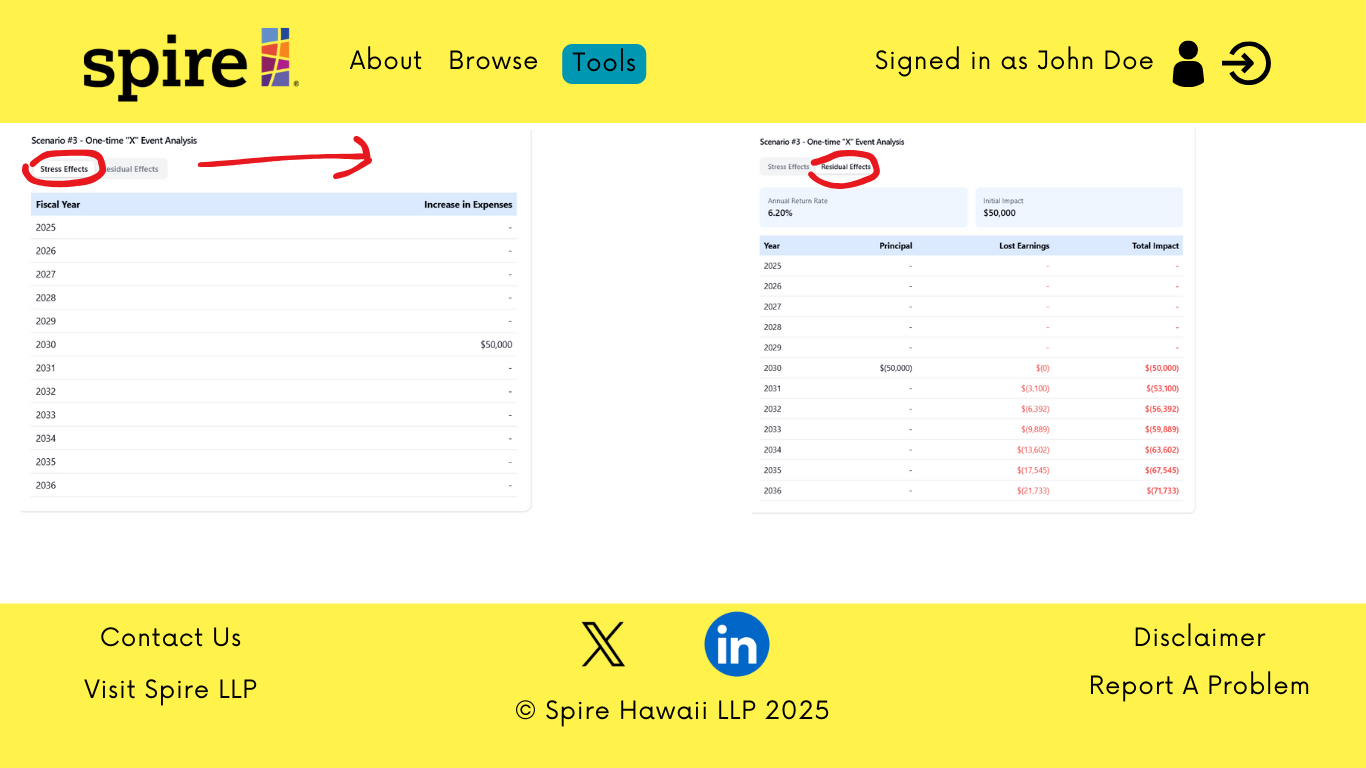 spire
About Browse Tools
Signed in as John Doe
Scenario #3 - One-time "X" Event Analysis
Stress Effects Residual Effects
Fiscal Year Increase in Expenses
2025 -
2026 -
2027 -
2028 -
2029 -
2030 $50,000
2031 -
2032 -
2033 -
2034 -
2035 -
2036 -
Scenario #3 - One-time "X" Event Analysis
Stress Effects Residual Effects
Annual Return Rate
6.20%
Initial Impact
$50,000
Year Principal Lost Earnings Total Impact
2025 - - -
2026 - - -
2027 - - -
2028 - - -
2029 - - -
2030 $(50,000) $(0) $(50,000)
2031 - $(3,100) $(53,100)
2032 - $(6,392) $(56,392)
2033 - $(9,889) $(59,889)
2034 - $(13,602) $(63,602)
2035 - $(17,545) $(67,545)
2036 - $(21,733) $(71,733)
Contact Us
Visit Spire LLP
X
in
© Spire Hawaii LLP 2025
Disclaimer
Report A Problem